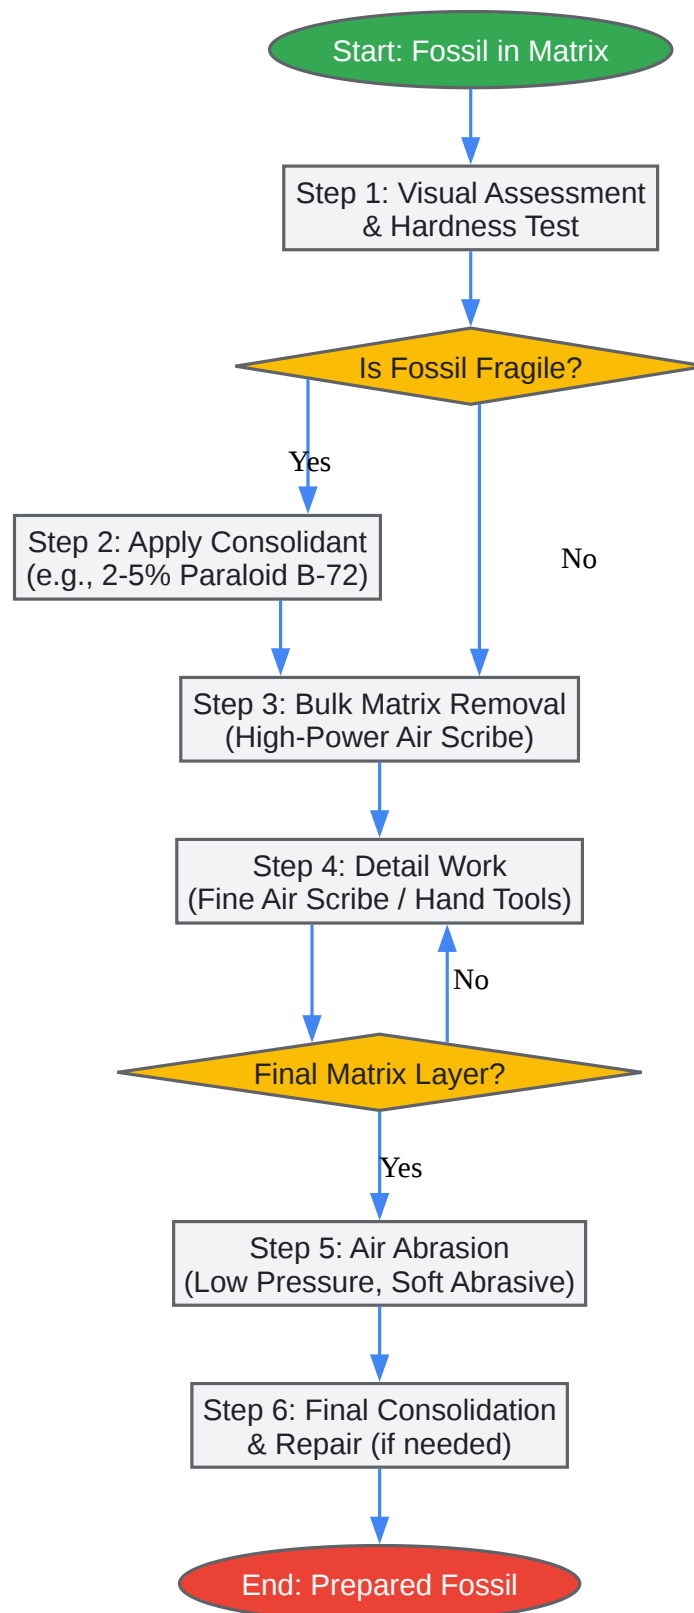 Start: Fossil in Matrix
Step 1: Visual Assessment
& Hardness Test
Is Fossil Fragile?
Yes
Step 2: Apply Consolidant
(e.g., 2-5% Paraloid B-72)
No
Step 3: Bulk Matrix Removal
(High-Power Air Scribe)
Step 4: Detail Work
(Fine Air Scribe / Hand Tools)
No
Final Matrix Layer?
Yes
Step 5: Air Abrasion
(Low Pressure, Soft Abrasive)
Step 6: Final Consolidation
& Repair (if needed)
End: Prepared Fossil